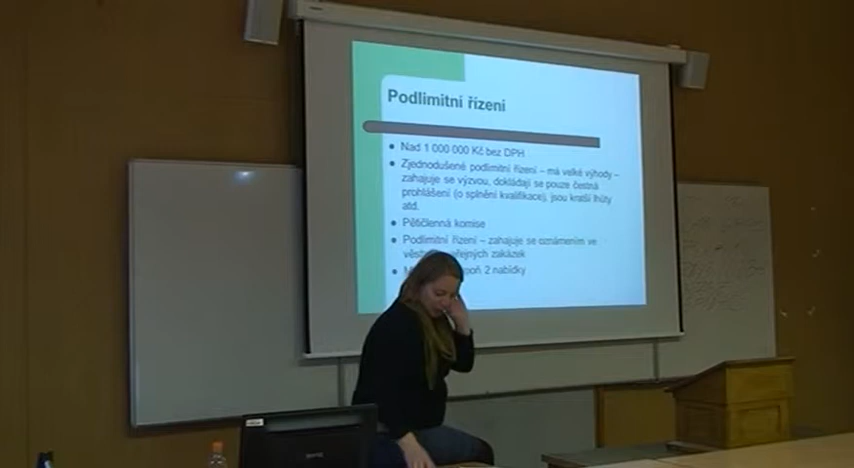 Podlimitní řízení
Nad 1 000 000 Kč bez DPH
Zjednodušené podlimitní řízení – má velké výhody –
zahajuje se výzvou, dokládají se pouze čestná
prohlášení (o splnění kvalifikace), jsou kratší lhůty
atd.
Pětičlenná komise
Podlimitní řízení – zahajuje se oznámením ve
veřejných zakázek
2 nabídky